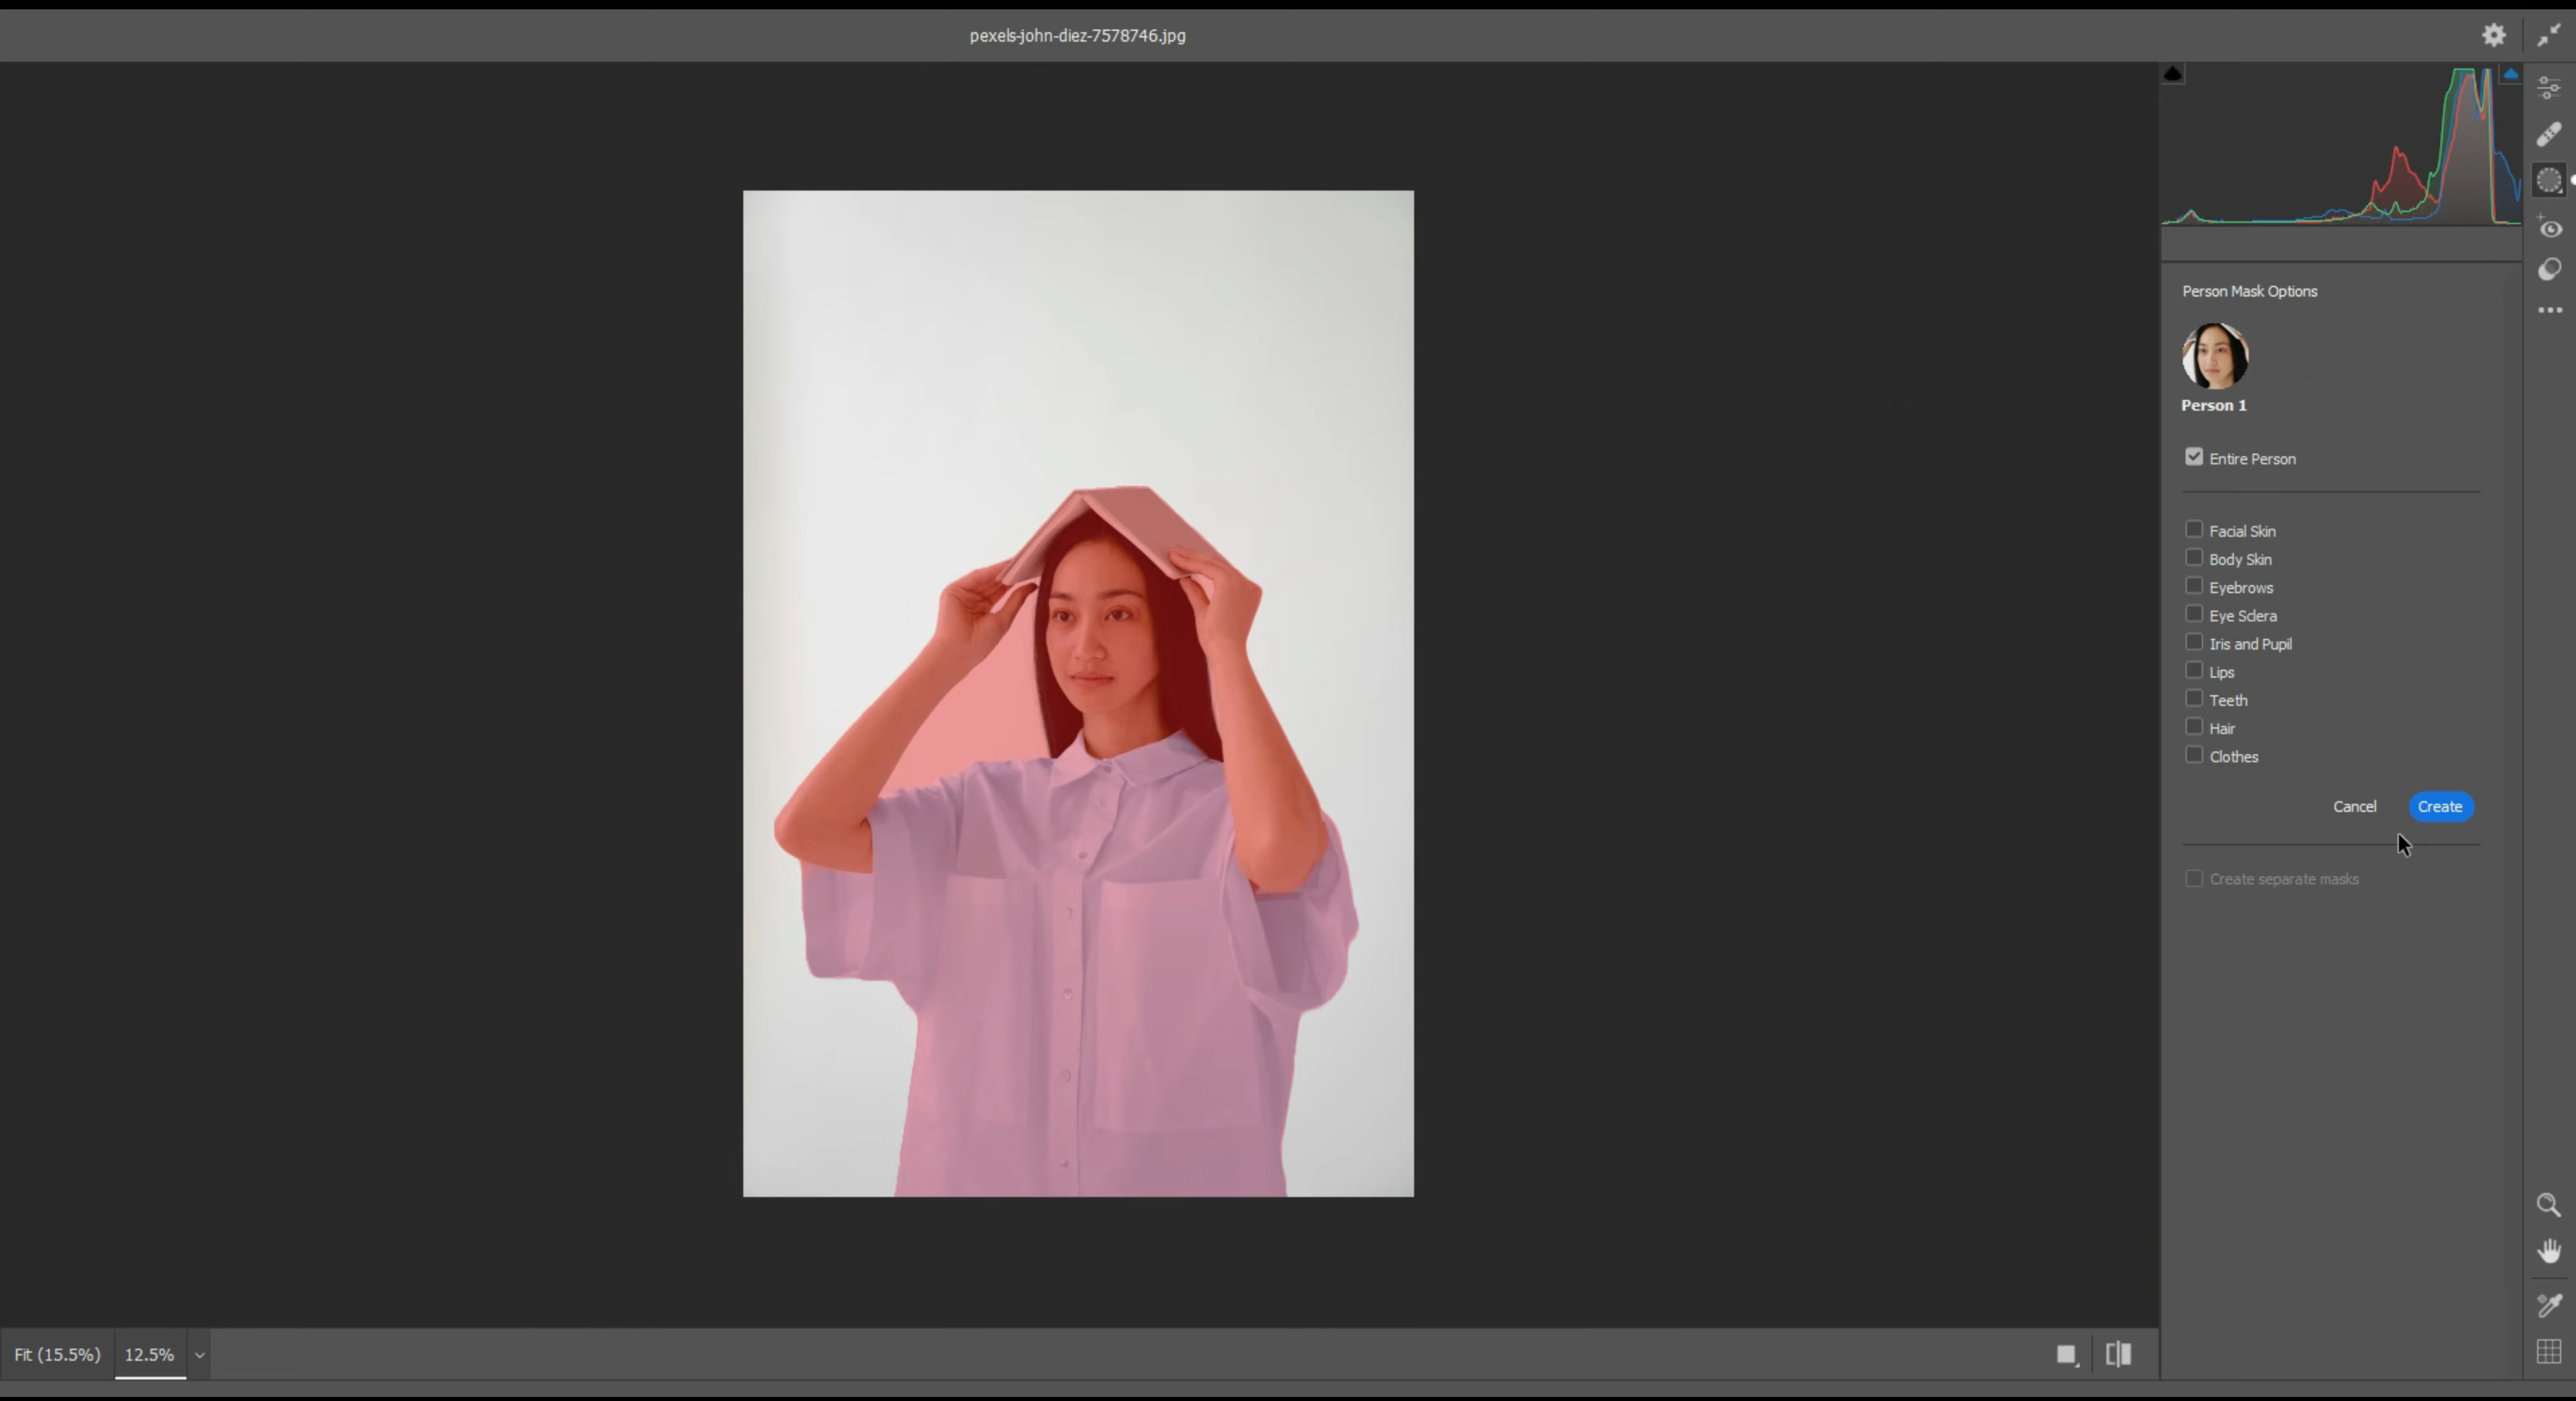 pexels-john-diez-7578746.jpg
Person Mask Options
Person 1
Entire Person
Facial Skin
Body Skin
Eyebrows
Eye Sclera
Iris and Pupil
Lips
Teeth
Hair
Clothes
Cancel Create
Create separate masks
Fit (15.5%) 12.5%